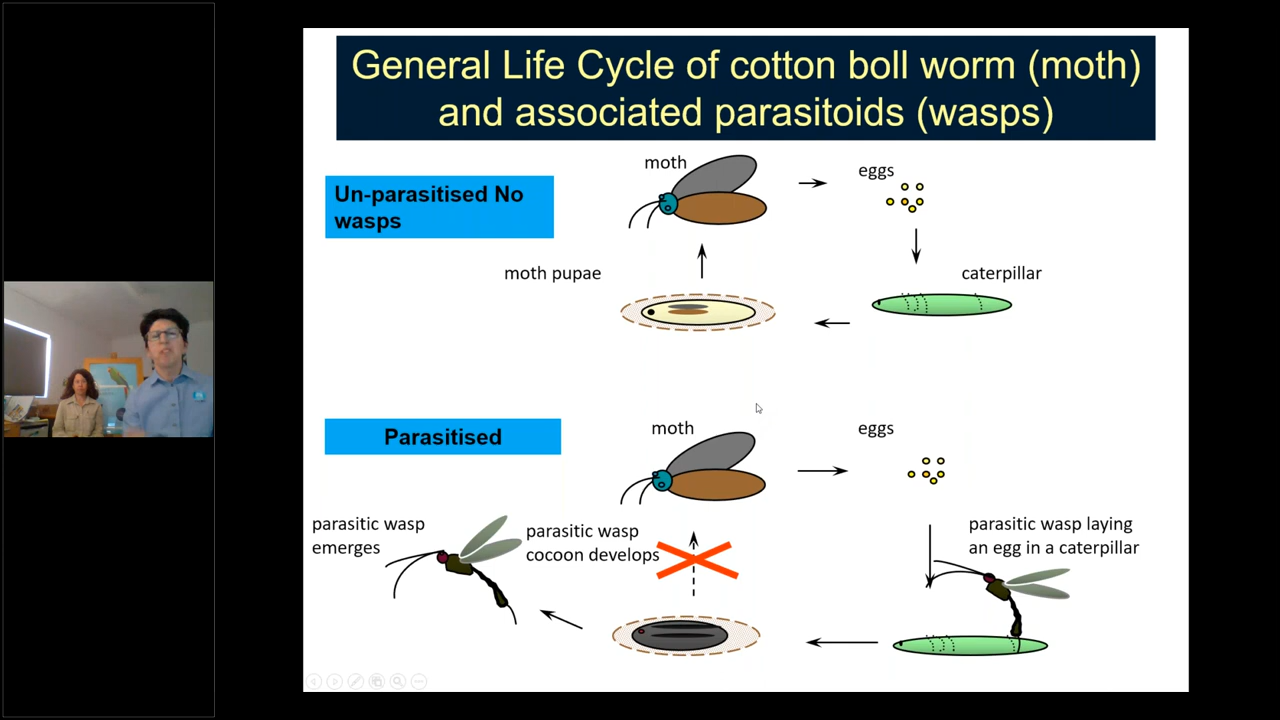 General Life Cycle of cotton boll worm (moth)
and associated parasitoids (wasps)
Un-parasitised No
wasps
moth
eggs
moth pupae
caterpillar
Parasitised
moth
eggs
parasitic wasp
emerges
parasitic wasp
cocoon develops
parasitic wasp laying
an egg in a caterpillar